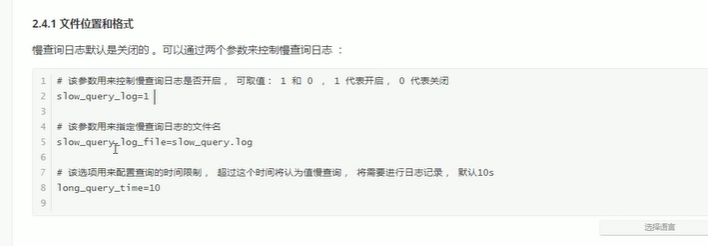 2.4.1 文件位置和格式
慢查询日志默认是关闭的 。可以通过两个参数来控制慢查询日志 ：
1 # 该参数用来控制慢查询日志是否开启， 可取值： 1 和 0 ， 1 代表开启， 0 代表关闭
2 slow_query_log=1
3
4 # 该参数用来指定慢查询日志的文件名
5 slow_query_log_file=slow_query.log
6
7 # 该选项用来配置查询的时间限制， 超过这个时间将认为值慢查询， 将需要进行日志记录， 默认10s
8 long_query_time=10
9
选择语言